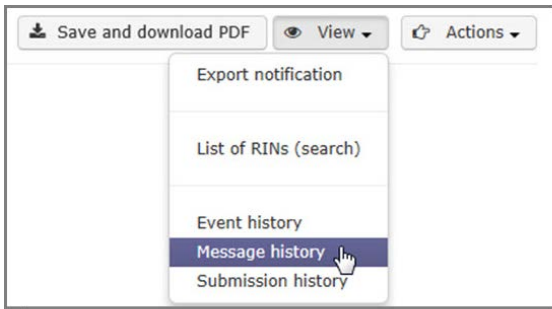 Save and download PDF View Actions
Export notification
List of RINs (search)
Event history
Message history
Submission history